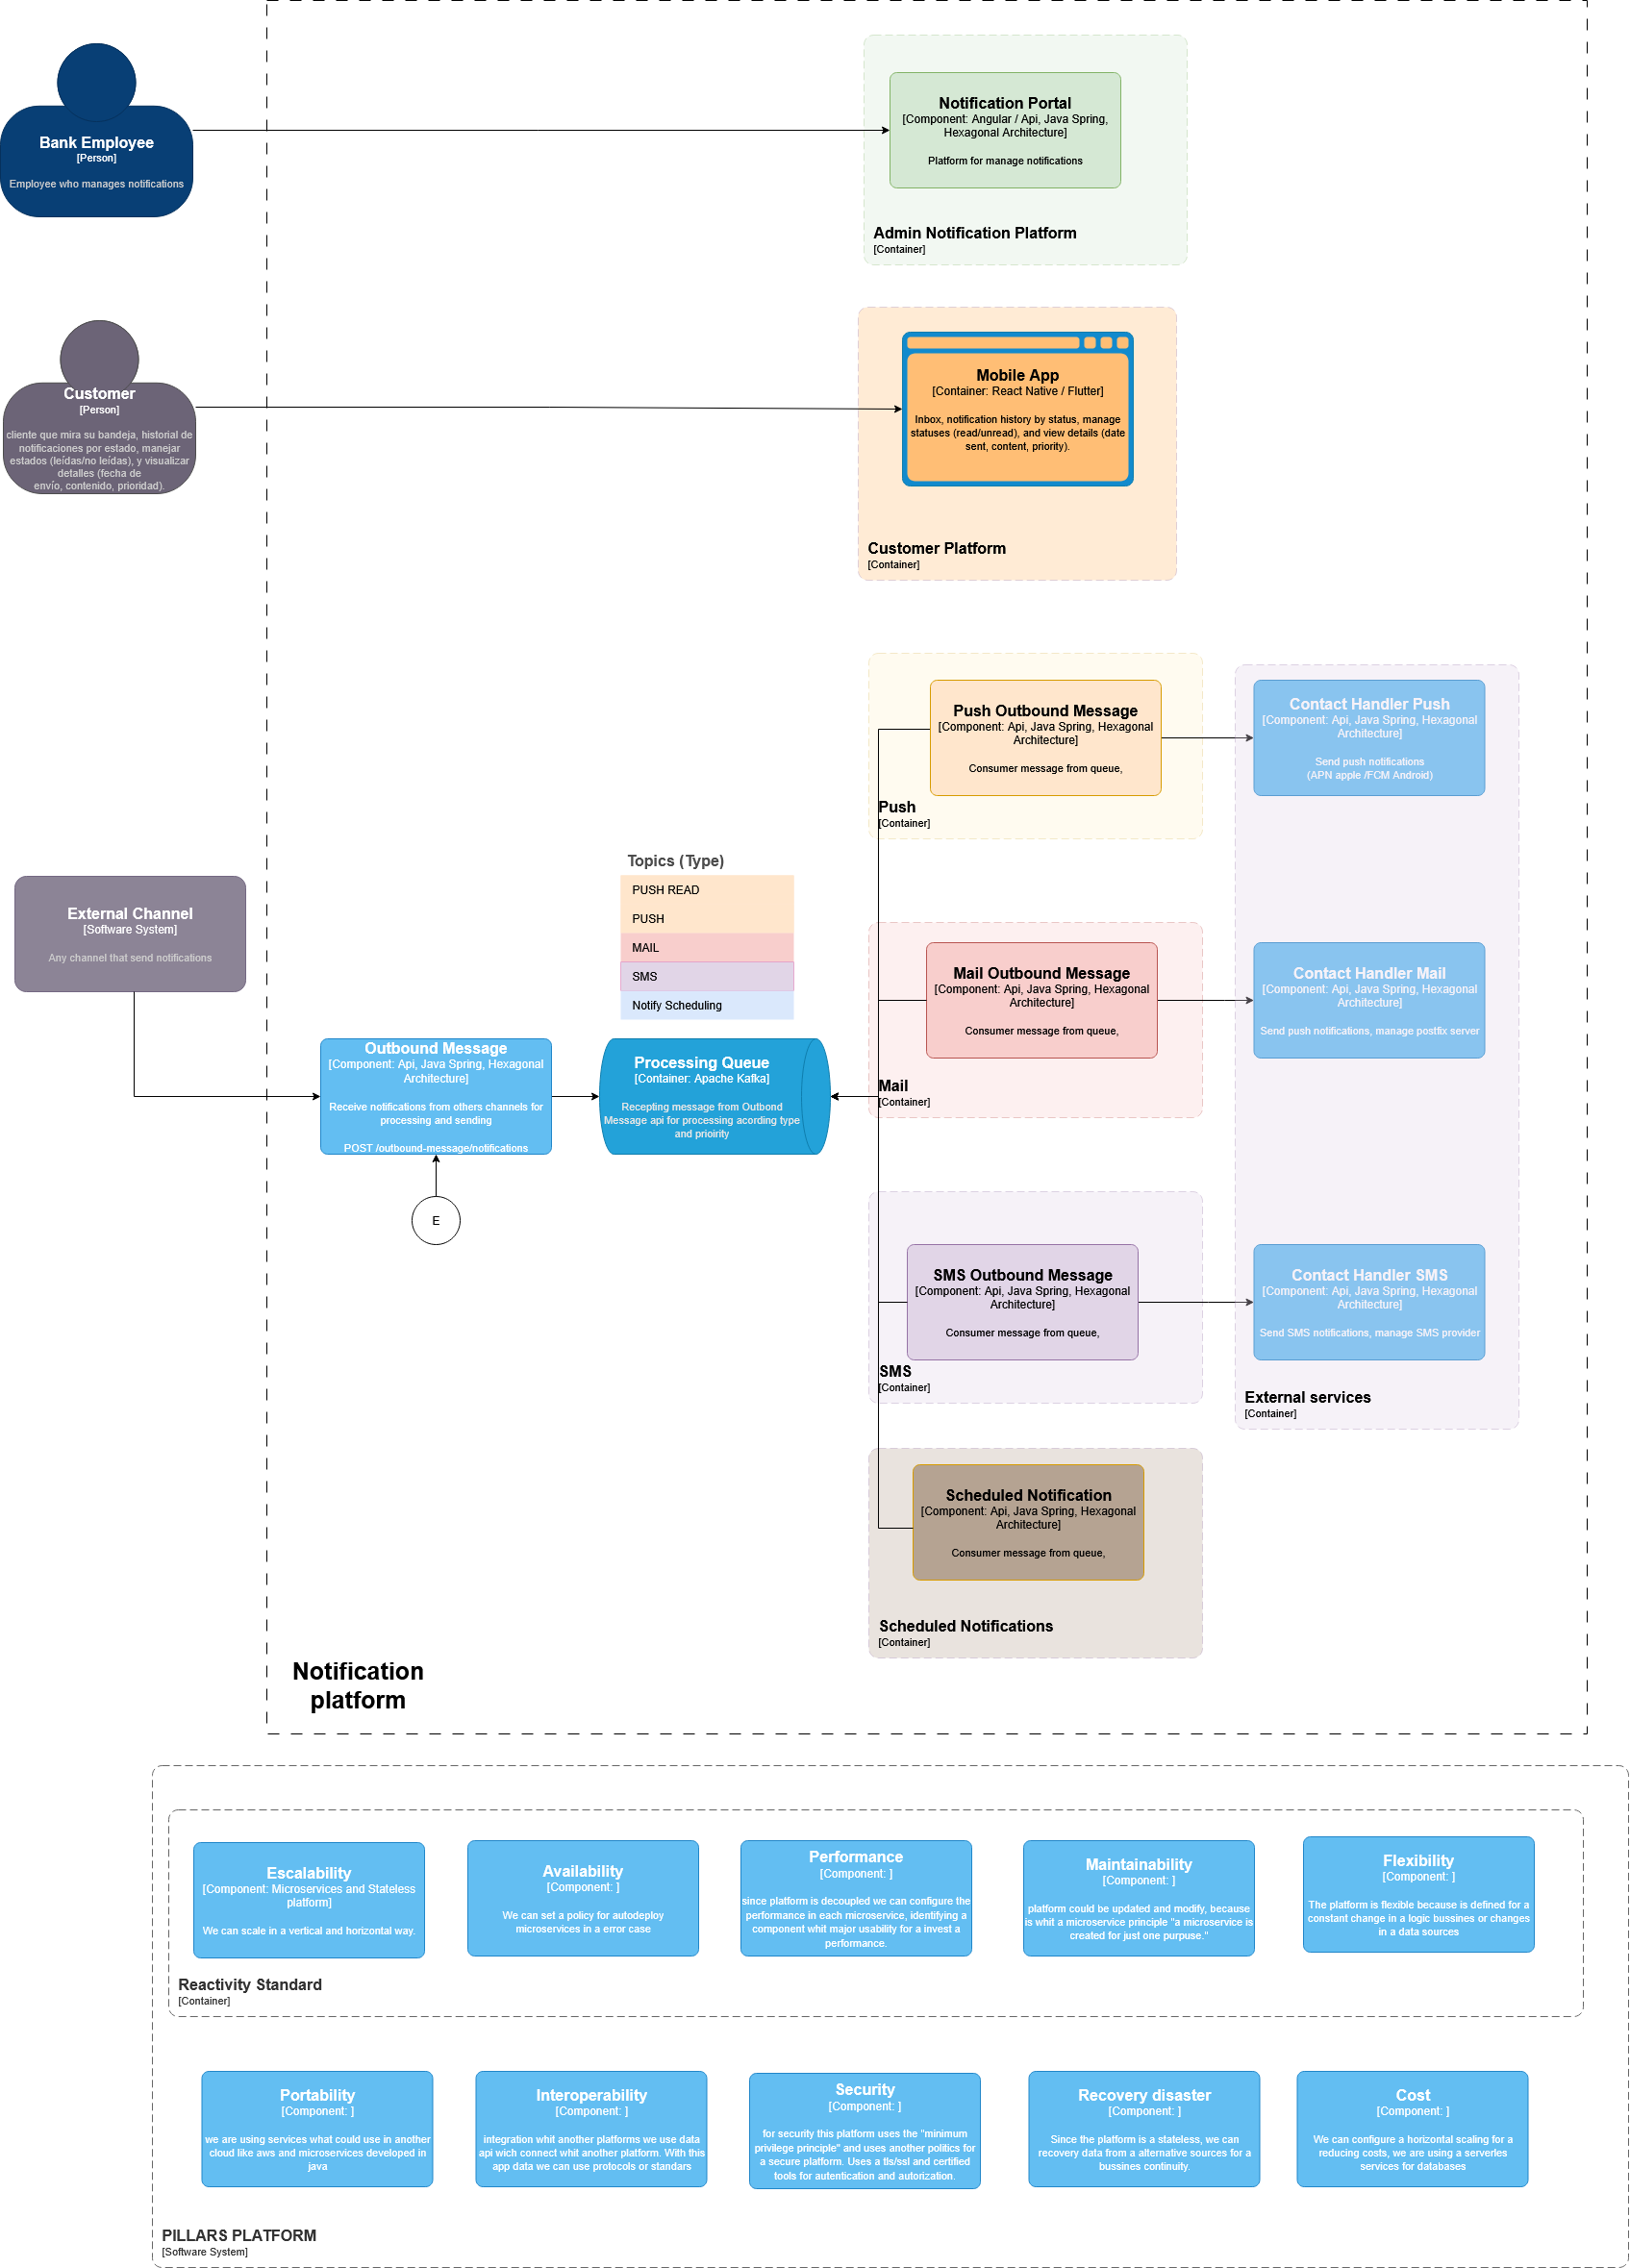 Bank Employee
[Person]
Employee who manages notifications
Notification Portal
[Component: Angular / Api, Java Spring,
Hexagonal Architecture]
Platform for manage notifications
Admin Notification Platform
[Container]
Customer
[Person]
cliente que mira su bandeja, historial de
notificaciones por estado, manejar
estados (leídas/no leídas), y visualizar
detalles (fecha de
envío, contenido, prioridad).
Mobile App
[Container: React Native / Flutter]
Inbox, notification history by status, manage
statuses (read/unread), and view details (date
sent, content, priority).
Customer Platform
[Container]
Push Outbound Message
[Component: Api, Java Spring, Hexagonal
Architecture]
Consumer message from queue,
Push
[Container]
Contact Handler Push
[Component: Api, Java Spring, Hexagonal
Architecture]
Send push notifications
(APN apple /FCM Android)
External Channel
[Software System]
Any channel that send notifications
Topics (Type)
PUSH READ
PUSH
MAIL
SMS
Notify Scheduling
Mail Outbound Message
[Component: Api, Java Spring, Hexagonal
Architecture]
Consumer message from queue,
Mail
[Container]
Contact Handler Mail
[Component: Api, Java Spring, Hexagonal
Architecture]
Send push notifications, manage postfix server
Outbound Message
[Component: Api, Java Spring, Hexagonal
Architecture]
Receive notifications from others channels for
processing and sending
POST /outbound-message/notifications
E
Processing Queue
[Container: Apache Kafka]
Recepting message from Outbond
Message api for processing acording type
and prioirity
SMS Outbound Message
[Component: Api, Java Spring, Hexagonal
Architecture]
Consumer message from queue,
SMS
[Container]
Contact Handler SMS
[Component: Api, Java Spring, Hexagonal
Architecture]
Send SMS notifications, manage SMS provider
External services
[Container]
Scheduled Notification
[Component: Api, Java Spring, Hexagonal
Architecture]
Consumer message from queue,
Scheduled Notifications
[Container]
Notification
platform
Escalability
[Component: Microservices and Stateless
platform]
We can scale in a vertical and horizontal way.
Availability
[Component: ]
We can set a policy for autodeploy
microservices in a error case
Performance
[Component: ]
since platform is decoupled we can configure the
performance in each microservice, identifying a
component whit major usability for a invest a
performance.
Maintainability
[Component: ]
platform could be updated and modify, because
is whit a microservice principle "a microservice is
created for just one purpuse."
Flexibility
[Component: ]
The platform is flexible because is defined for a
constant change in a logic bussines or changes
in a data sources
Reactivity Standard
[Container]
Portability
[Component: ]
we are using services what could use in another
cloud like aws and microservices developed in
java
Interoperability
[Component: ]
integration whit another platforms we use data
api wich connect whit another platform. With this
app data we can use protocols or standars
Security
[Component: ]
for security this platform uses the "minimum
privilege principle" and uses another politics for
a secure platform. Uses a tls/ssl and certified
tools for autentication and autorization.
Recovery disaster
[Component: ]
Since the platform is a stateless, we can
recovery data from a alternative sources for a
bussines continuity.
Cost
[Component: ]
We can configure a horizontal scaling for a
reducing costs, we are using a serverles
services for databases
PILLARS PLATFORM
[Software System]